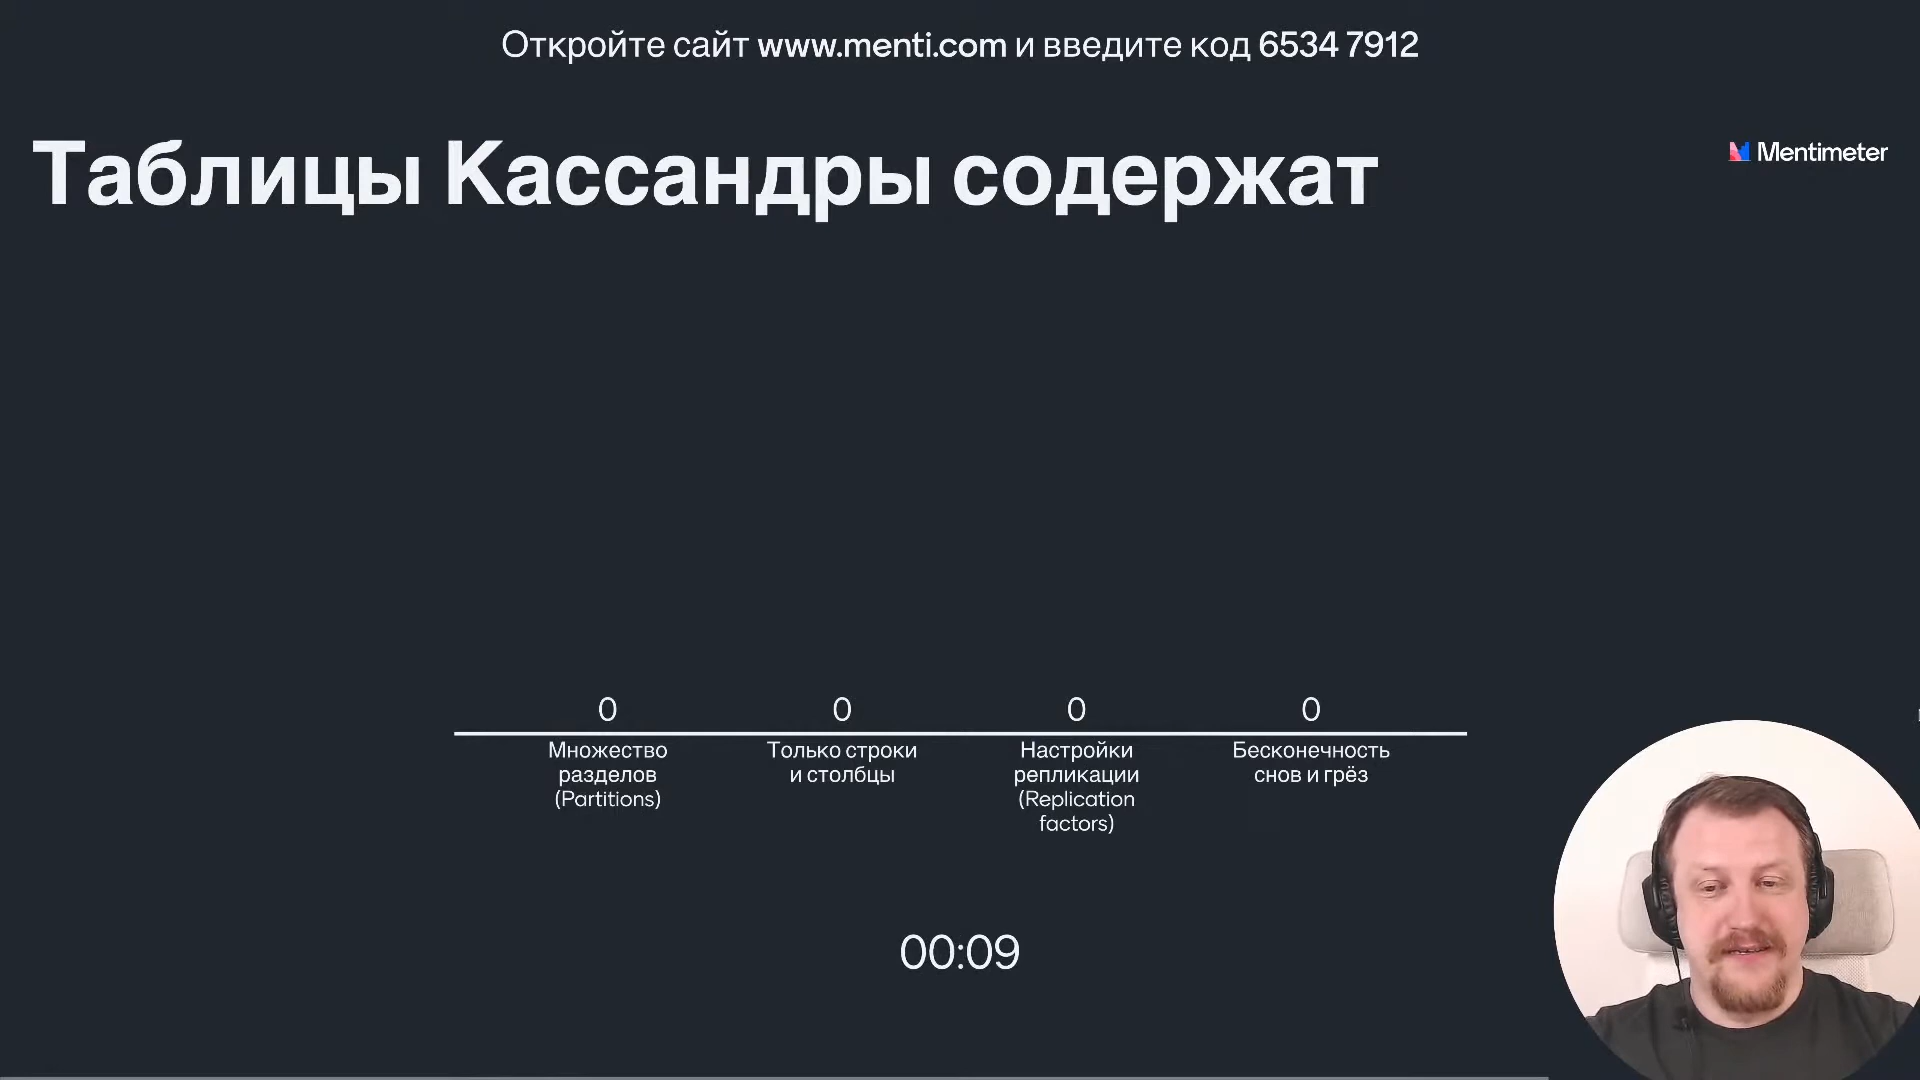 Откройте сайт www.menti.com и введите код 6534 7912
Таблицы Кассандры содержат
Mentimeter
0
Множество
разделов
(Partitions)
0
Только строки
и столбцы
0
Настройки
репликации
(Replication
factors)
0
Бесконечность
снов и грёз
00:09